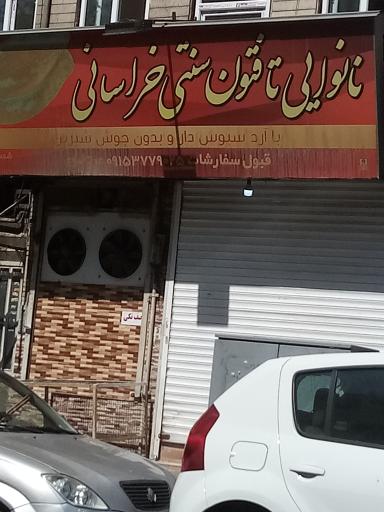 نانوایی تافتون سنتی خراسانی
با آرد سبوس دار و بدون جوش شیرین
قبول سفارشات